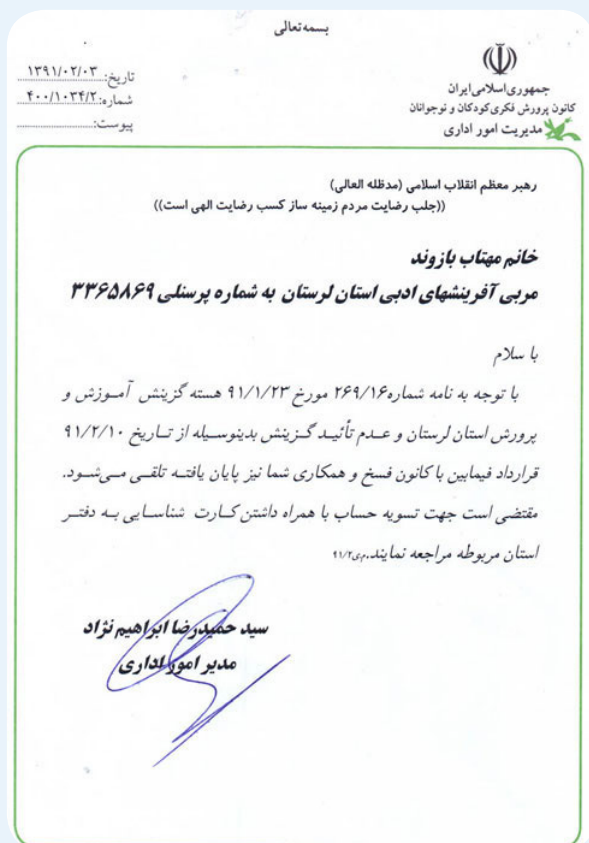 بسمه‌تعالی
جمهوری اسلامی ایران
کانون پرورش فکری کودکان و نوجوانان
مدیریت امور اداری
تاریخ: ۱۳۹۱/۰۲/۰۳
شماره: ۴۰۰/۱۰۳۴/۲
پیوست:
رهبر معظم انقلاب اسلامی (مدظله العالی)
((جلب رضایت مردم زمینه ساز کسب رضایت الهی است))
خانم مهتاب بازوند
مربی آفرینشهای ادبی استان لرستان به شماره پرسنلی ۳۳۶۵۸۶۹
با سلام
با توجه به نامه شماره ۲۶۹/۱۶ مورخ ۹۱/۱/۲۳ هسته گزینش آموزش و
پرورش استان لرستان و عدم تأئید گزینش بدینوسیله از تاریخ ۹۱/۲/۱۰
قرارداد فیمابین با کانون فسخ و همکاری شما نیز پایان یافته تلقی می‌شود.
مقتضی است جهت تسویه حساب با همراه داشتن کارت شناسایی به دفتر
استان مربوطه مراجعه نمایند.
سید حمیدرضا ابراهیم نژاد
مدیر امور اداری